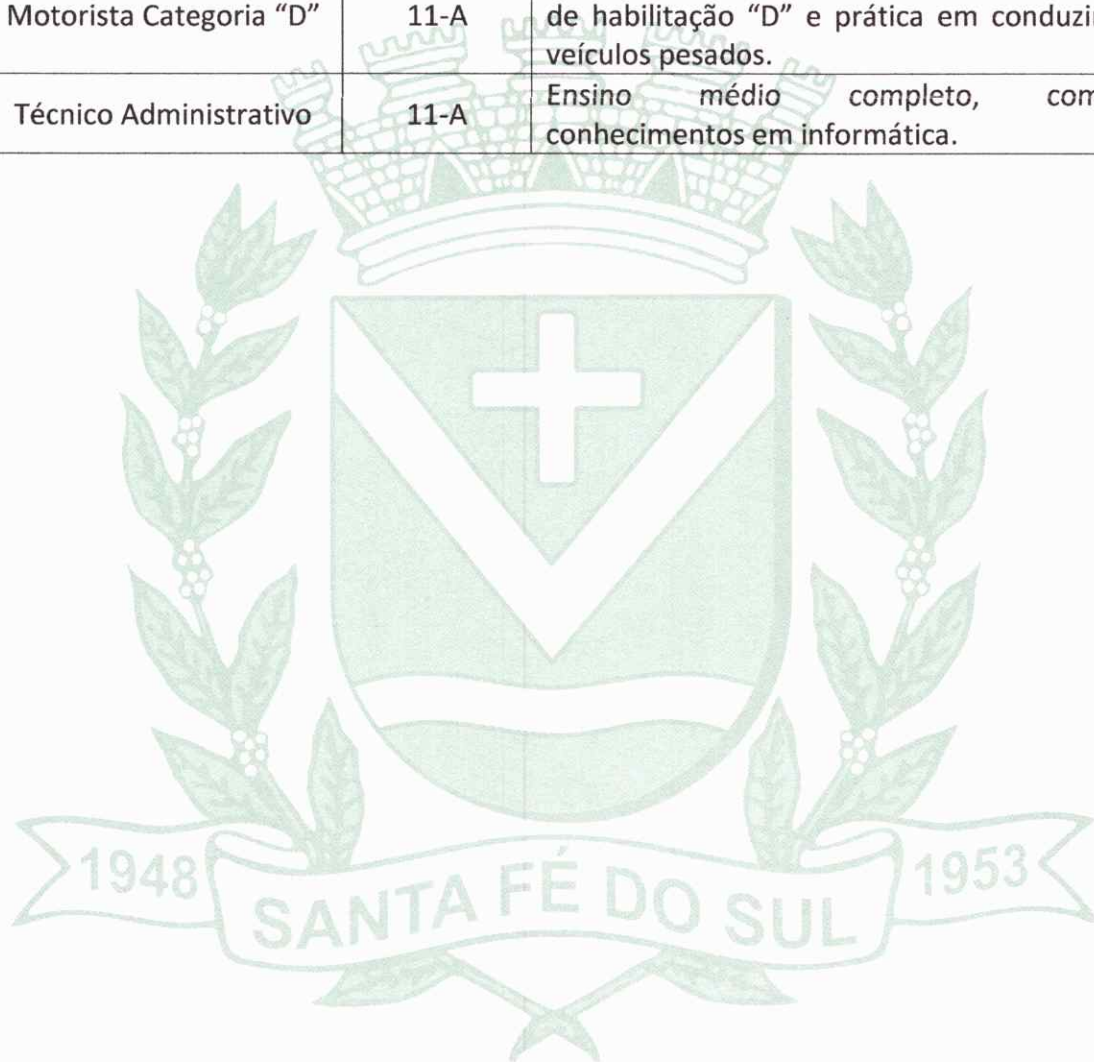 Motorista Categoria “D” 11-A de habilitação “D” e prática em conduzir
veículos pesados.
Técnico Administrativo 11-A Ensino médio completo, com
conhecimentos em informática.
1948 SANTA FÉ DO SUL 1953